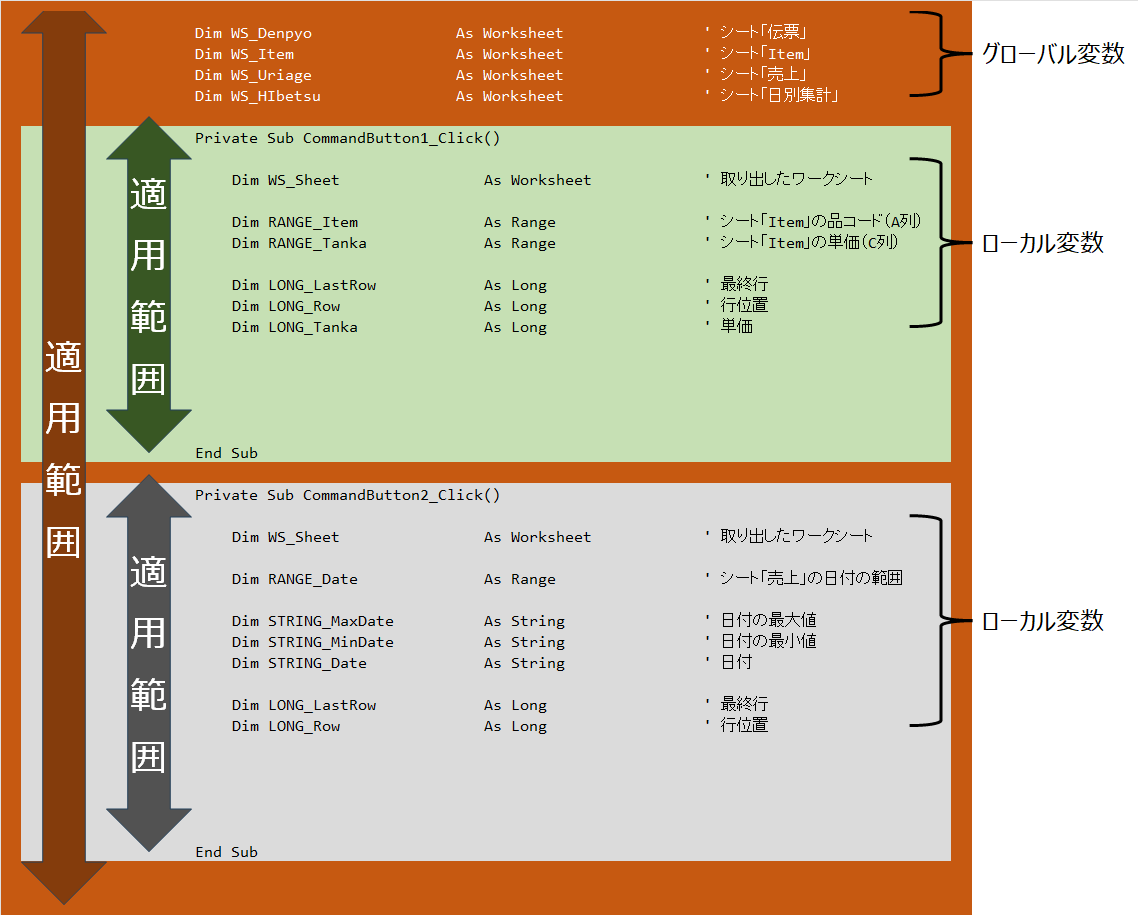 Dim WS_Denpyo As Worksheet ' シート「伝票」
Dim WS_Item As Worksheet ' シート「Item」
Dim WS_Uriage As Worksheet ' シート「売上」
Dim WS_HIbetsu As Worksheet ' シート「日別集計」
グローバル変数
Private Sub CommandButton1_Click()
Dim WS_Sheet As Worksheet ' 取り出したワークシート
Dim RANGE_Item As Range ' シート「Item」の品コード(A列)
Dim RANGE_Tanka As Range ' シート「Item」の単価(C列)
Dim LONG_LastRow As Long ' 最終行
Dim LONG_Row As Long ' 行位置
Dim LONG_Tanka As Long ' 単価
End Sub
ローカル変数
適用範囲
適用範囲
Private Sub CommandButton2_Click()
Dim WS_Sheet As Worksheet ' 取り出したワークシート
Dim RANGE_Date As Range ' シート「売上」の日付の範囲
Dim STRING_MaxDate As String ' 日付の最大値
Dim STRING_MinDate As String ' 日付の最小値
Dim STRING_Date As String ' 日付
Dim LONG_LastRow As Long ' 最終行
Dim LONG_Row As Long ' 行位置
End Sub
ローカル変数
適用範囲